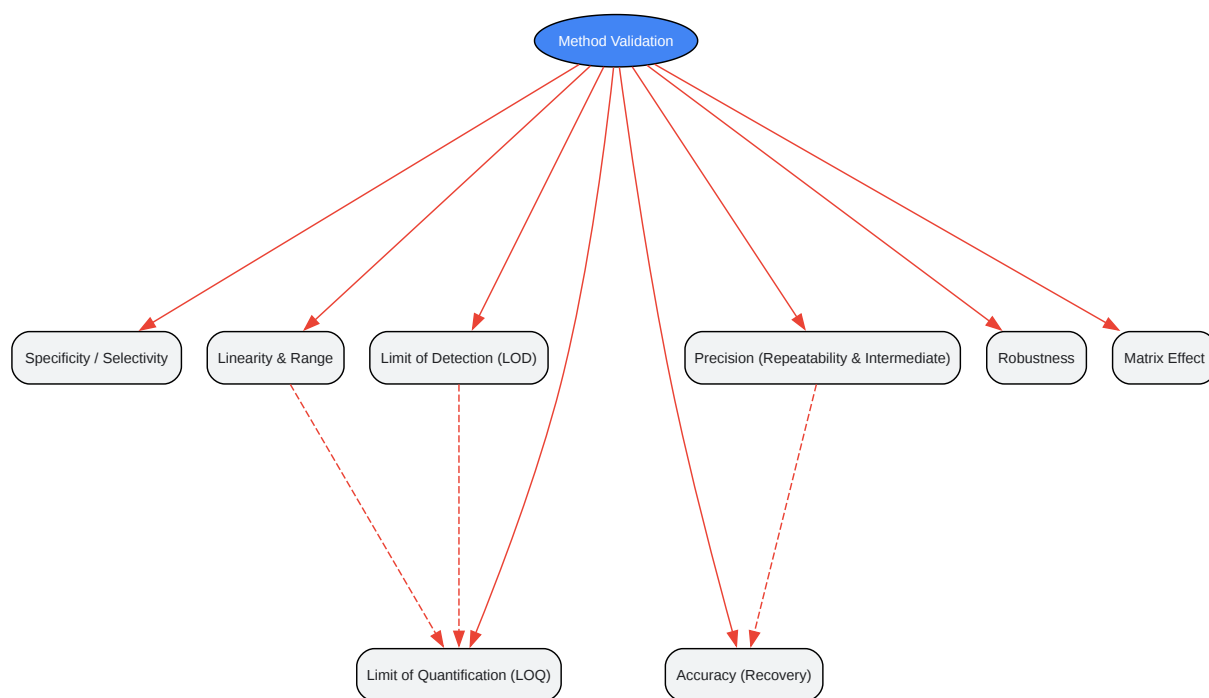 Method Validation
Specificity / Selectivity
Linearity & Range
Limit of Detection (LOD)
Precision (Repeatability & Intermediate)
Robustness
Matrix Effect
Limit of Quantification (LOQ)
Accuracy (Recovery)